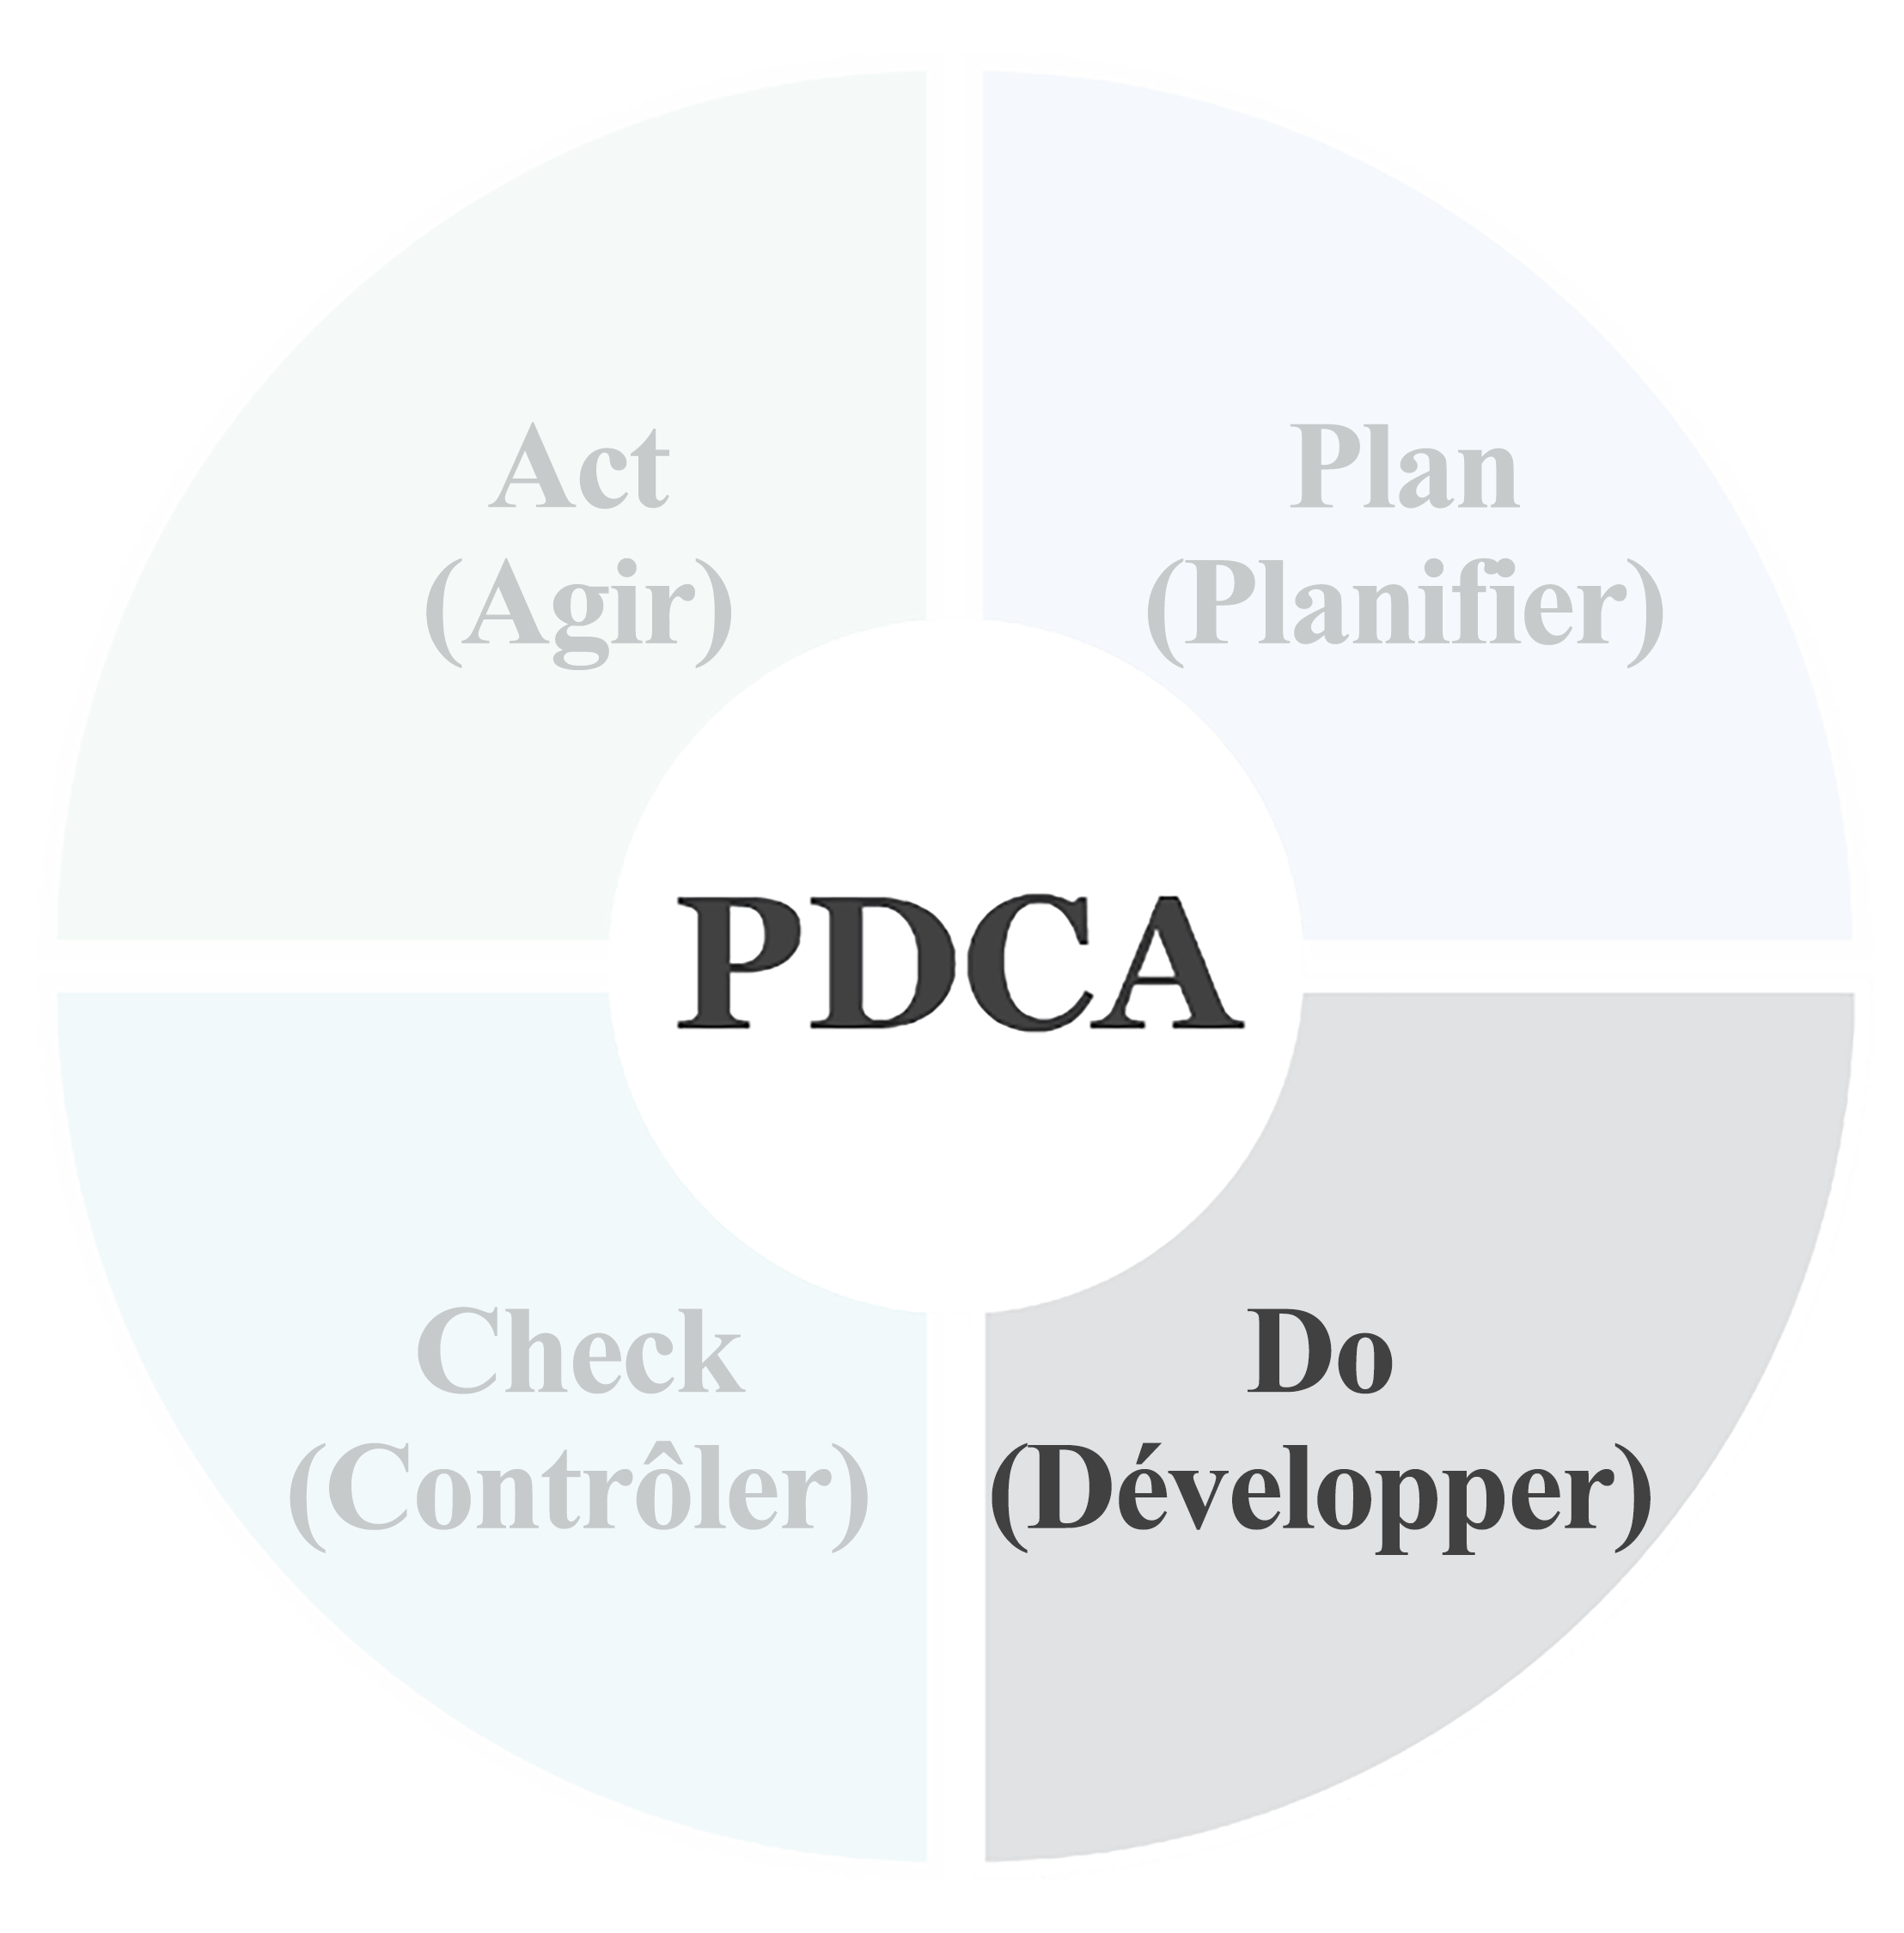 Act
(Agir)
Plan
(Planifier)
PDCA
Check
(Contrôler)
Do
(Développer)